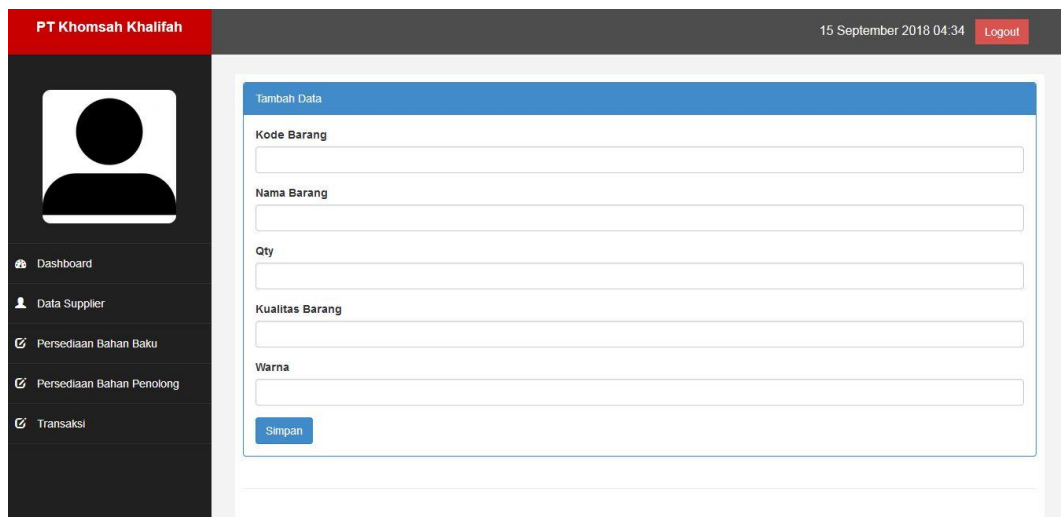 PT Khomsah Khalifah
15 September 2018 04:34 Logout
Dashboard
Data Supplier
Persediaan Bahan Baku
Persediaan Bahan Penolong
Transaksi
Tambah Data
Kode Barang
Nama Barang
Qty
Kualitas Barang
Warna
Simpan